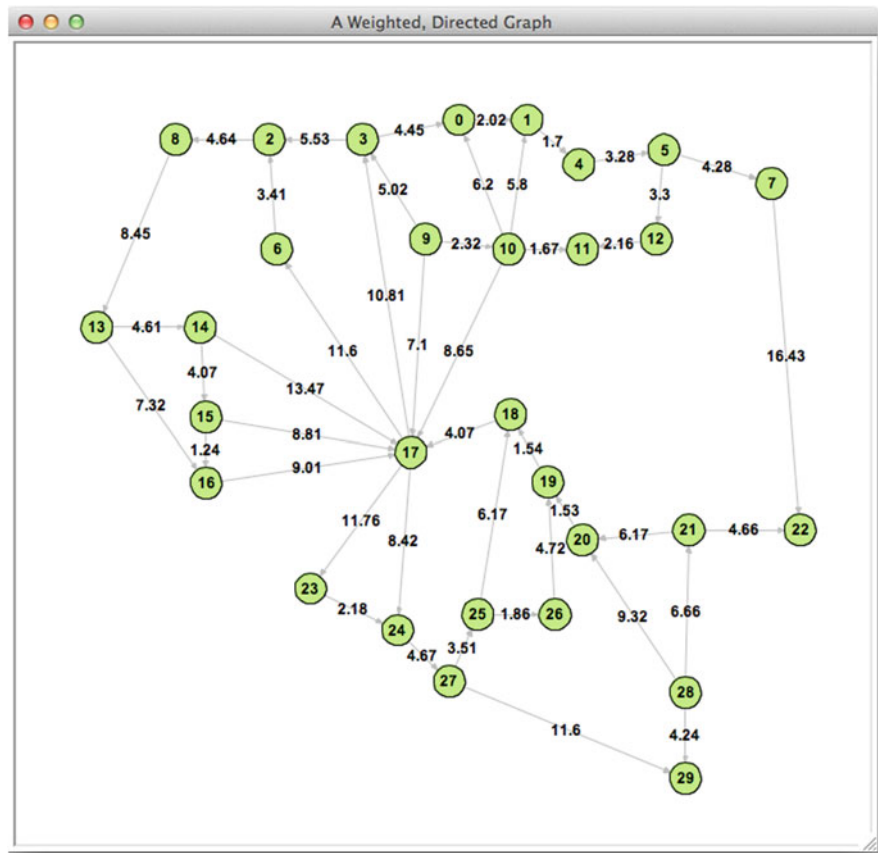 A Weighted, Directed Graph
8 4.64 2 5.53 3 4.45 0 2.02 1
1.7 4 3.28 5 4.28 7
3.41 5.02 6.2 5.8 3.3
8.45 6 9 2.32 10 1.67 11 2.16 12
10.81
13 4.61 14 11.6 7.1 8.65 16.43
4.07 13.47
7.32 15 8.81 17 4.07 18
1.24 1.54
16 9.01 19
11.76 8.42 6.17 1.53
4.72 20 6.17 21 4.66 22
23 2.18 24 25 1.86 26 9.32 6.66
4.67 3.51
27 28
11.6 4.24
29